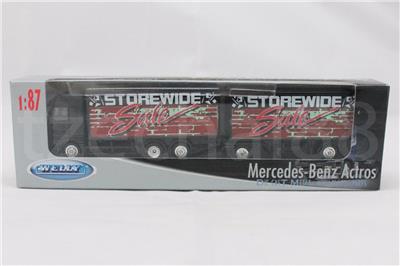 1:87
STOREWIDE
Sale
STOREWIDE
Sale
WELLY
Mercedes-Benz Actros